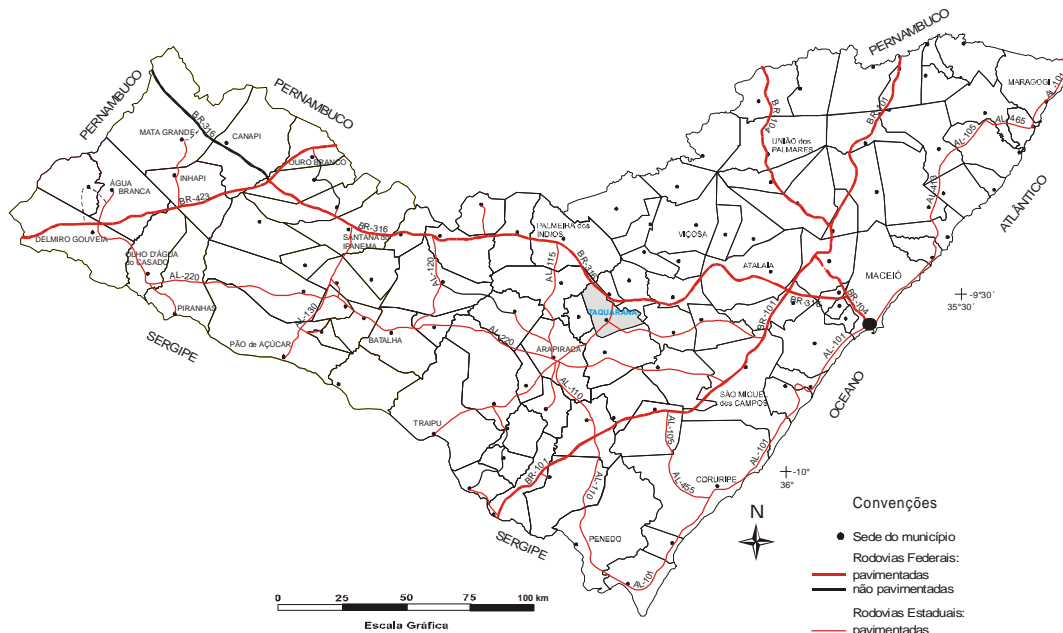 PERNAMBUCO
PERNAMBUCO
PERNAMBUCO
MARAGOGI
AL-101
AL-465
AL-105
BR-101
BR-104
BR-316
MATA GRANDE
CANAPI
OURO BRANCO
UNIÃO dos
PALMARES
INHAPI
ÁGUA
BRANCA
BR-423
AL-413
ATLÂNTICO
DELMIRO GOUVEIA
BR-316
SANTANA do
IPANEMA
PALMEIRA dos
ÍNDIOS
VIÇOSA
OLHO D'ÁGUA
do CASADO
AL-220
AL-120
AL-115
BR-316
ATALAIA
MACEIÓ
-9°30´
35°30´
PIRANHAS
TAQUARANA
BR-316
BR-104
AL-130
BR-101
SERGIPE
PÃO de AÇÚCAR
BATALHA
AL-220
ARAPIRACA
AL-101
OCEANO
AL-110
SÃO MIGUEL
dos CAMPOS
TRAIPU
AL-105
AL-101
BR-101
AL-110
AL-455
CORURIPE
-10°
36°
SERGIPE
PENEDO
AL-101
N
Convenções
Sede do município
Rodovias Federais:
pavimentadas
não pavimentadas
Rodovias Estaduais:
pavimentadas
0 25 50 75 100 km
Escala Gráfica